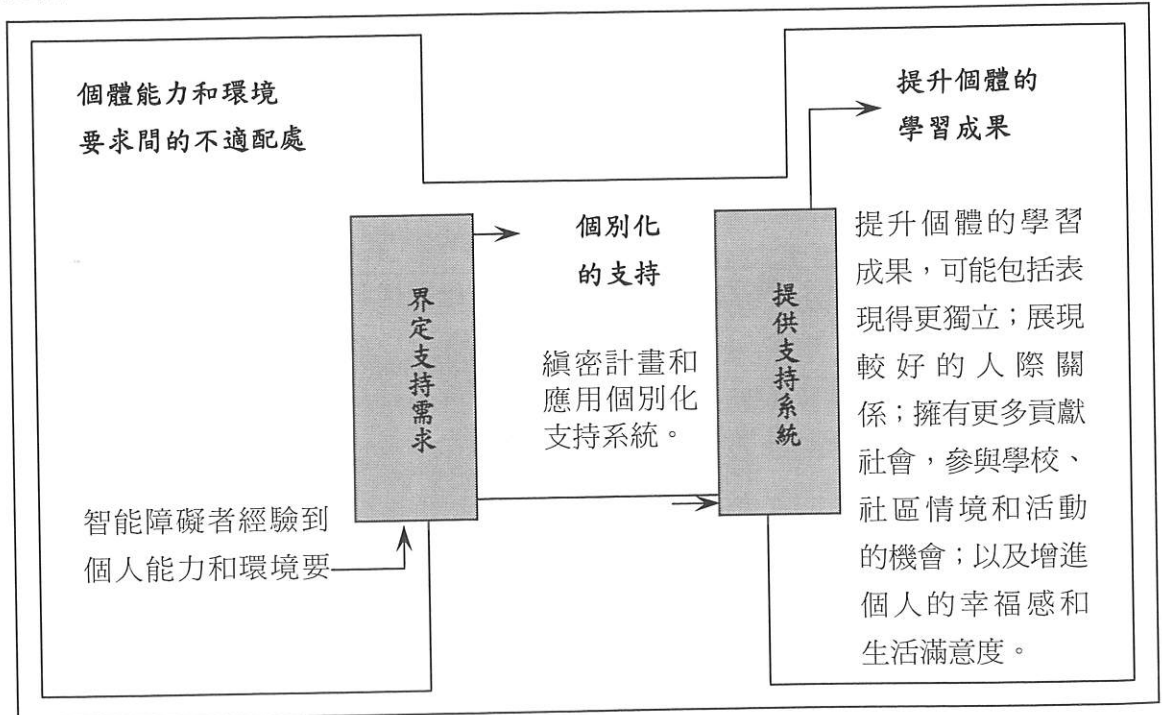 個體能力和環境
要求間的不適配處
智能障礙者經驗到
個人能力和環境要
界定支持需求
個別化
的支持
縝密計畫和
應用個別化
支持系統。
提供支持系統
提升個體的
學習成果
提升個體的學習
成果，可能包括表
現得更獨立；展現
較好的人際關
係；擁有更多貢獻
社會，參與學校、
社區情境和活動
的機會；以及增進
個人的幸福感和
生活滿意度。